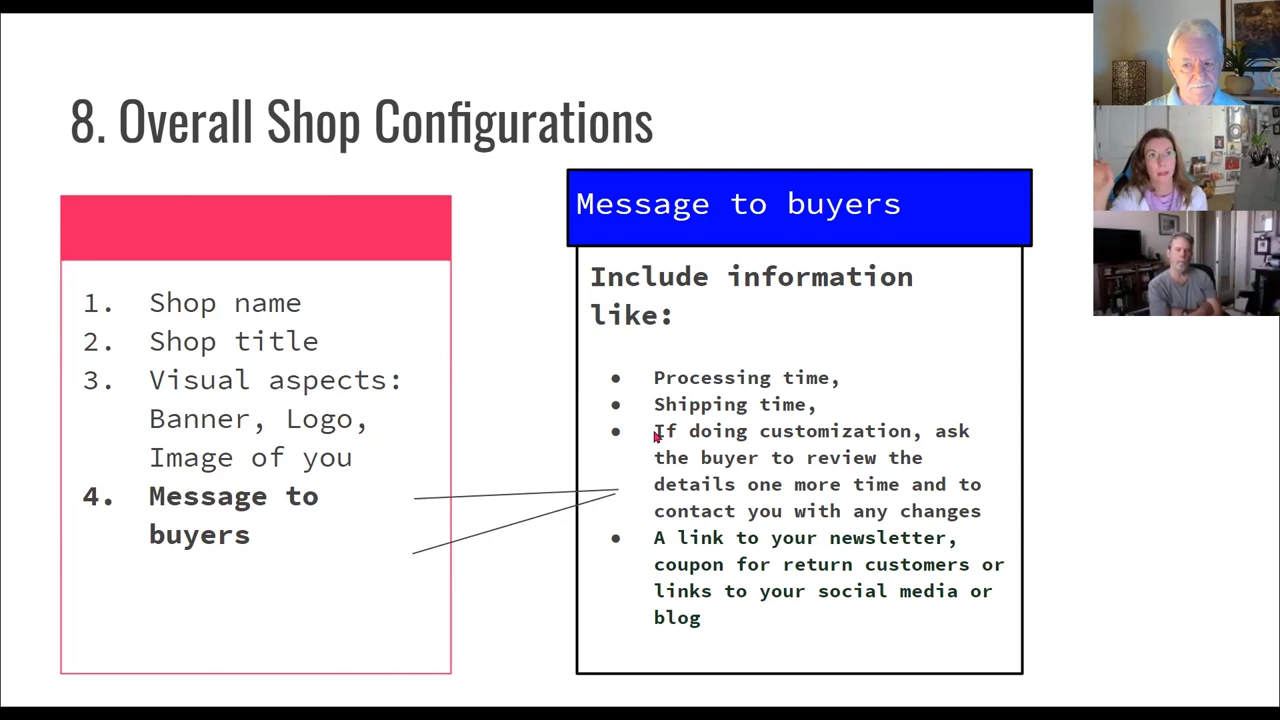 8. Overall Shop Configurations
1. Shop name
2. Shop title
3. Visual aspects:
Banner, Logo,
Image of you
4. Message to
buyers
Message to buyers
Include information
like:
● Processing time,
● Shipping time,
● If doing customization, ask
the buyer to review the
details one more time and to
contact you with any changes
● A link to your newsletter,
coupon for return customers or
links to your social media or
blog